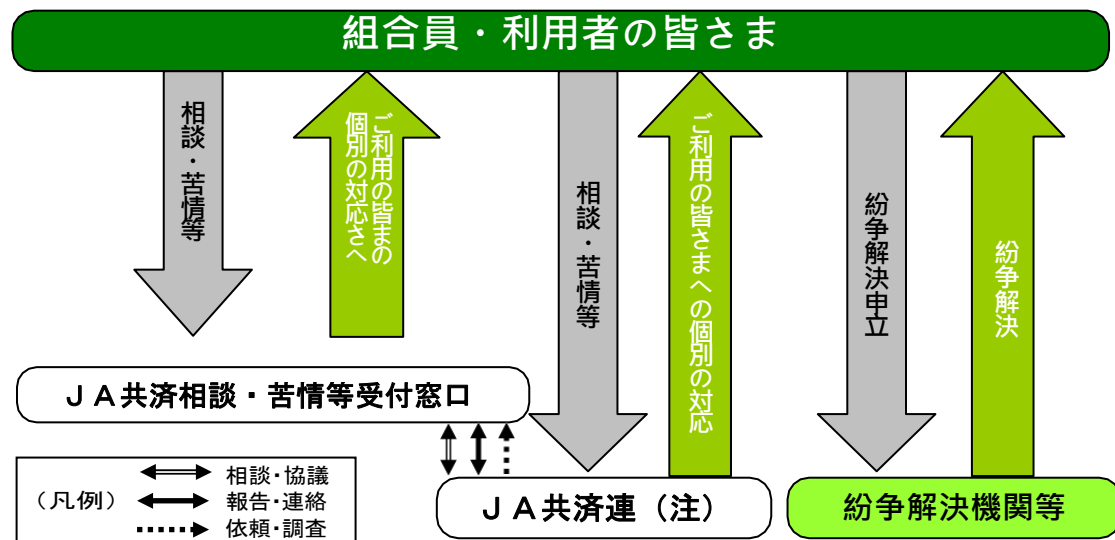 組合員・利用者の皆さま
相談・苦情等
ご利用の皆まの
個別の対応さへ
相談・苦情等
ご利用の皆さまへの個別の対応
紛争解決申立
紛争解決
ＪＡ共済相談・苦情等受付窓口
（凡例）
相談・協議
報告・連絡
依頼・調査
ＪＡ共済連（注）
紛争解決機関等